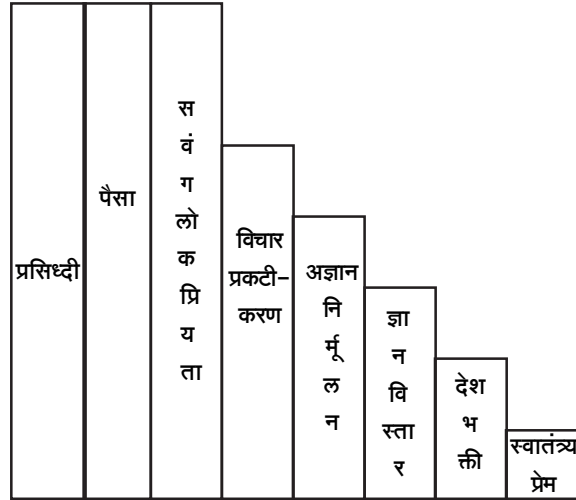 प्रसिध्दी
पैसा
स
वं
ग
लो
क
प्रि
य
ता
विचार
प्रकटी–
करण
अज्ञान
नि
र्मू
ल
न
ज्ञा
न
वि
स्ता
र
देश
भ
क्ती
स्वातंत्र्य
प्रेम